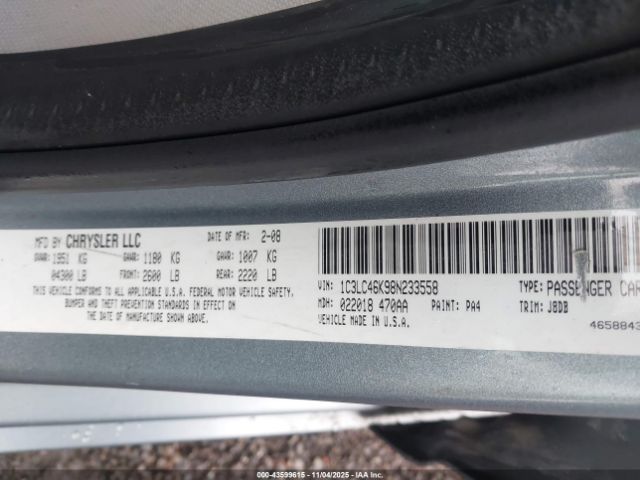 MFD BY CHRYSLER LLC DATE OF MFR: 2-08
GVWR: 1951 KG GAWR: 1180 KG GAWR: 1007 KG
04300 LB FRONT: 2600 LB REAR: 2220 LB
THIS VEHICLE CONFORMS TO ALL APPLICABLE U.S.A. FEDERAL MOTOR VEHICLE SAFETY,
BUMPER AND THEFT PREVENTION STANDARDS IN EFFECT ON
THE DATE OF MANUFACTURE SHOWN ABOVE.
VIN: 1C3LC46K98N233558 TYPE: PASSENGER CAR
MDH: 022018 470AA PAINT: PA4 TRIM: J8DB
VEHICLE MADE IN U.S.A.
4658843
00-43599615 - 11/04/2025 - IAAI.COM